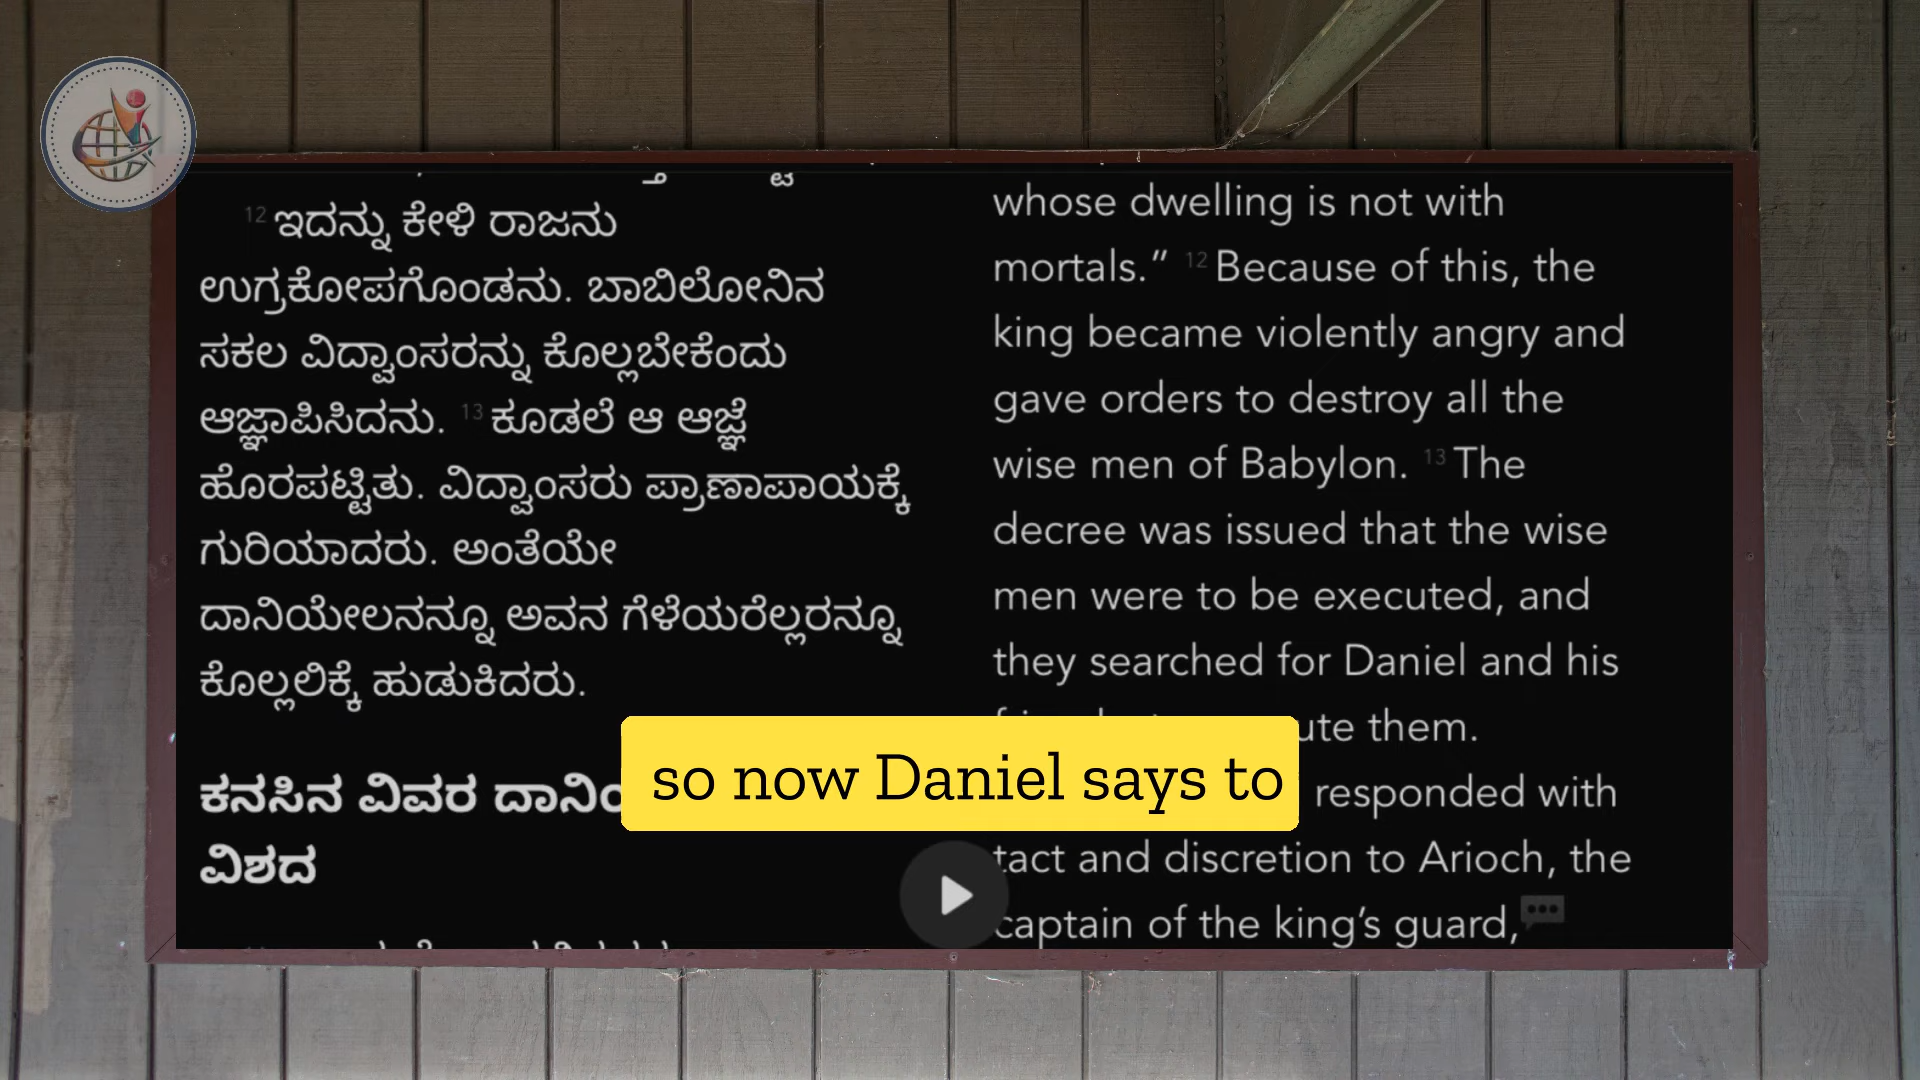 12 ಇದನ್ನು ಕೇಳಿ ರಾಜನು
ಉಗ್ರಕೋಪಗೊಂಡನು. ಬಾಬಿಲೋನಿನ
ಸಕಲ ವಿದ್ವಾಂಸರನ್ನು ಕೊಲ್ಲಬೇಕೆಂದು
ಆಜ್ಞಾಪಿಸಿದನು. 13 ಕೂಡಲೆ ಆ ಆಜ್ಞೆ
ಹೊರಪಟ್ಟಿತು. ವಿದ್ವಾಂಸರು ಪ್ರಾಣಾಪಾಯಕ್ಕೆ
ಗುರಿಯಾದರು. ಅಂತೆಯೇ
ದಾನಿಯೇಲನನ್ನೂ ಅವನ ಗೆಳೆಯರೆಲ್ಲರನ್ನೂ
ಕೊಲ್ಲಲಿಕ್ಕೆ ಹುಡುಕಿದರು.
ಕನಸಿನ ವಿವರ
ವಿಶದ
whose dwelling is not with
mortals.” 12 Because of this, the
king became violently angry and
gave orders to destroy all the
wise men of Babylon. 13 The
decree was issued that the wise
men were to be executed, and
they searched for Daniel and his
them.
responded with
tact and discretion to Arioch, the
captain of the king’s guard,
so now Daniel says to